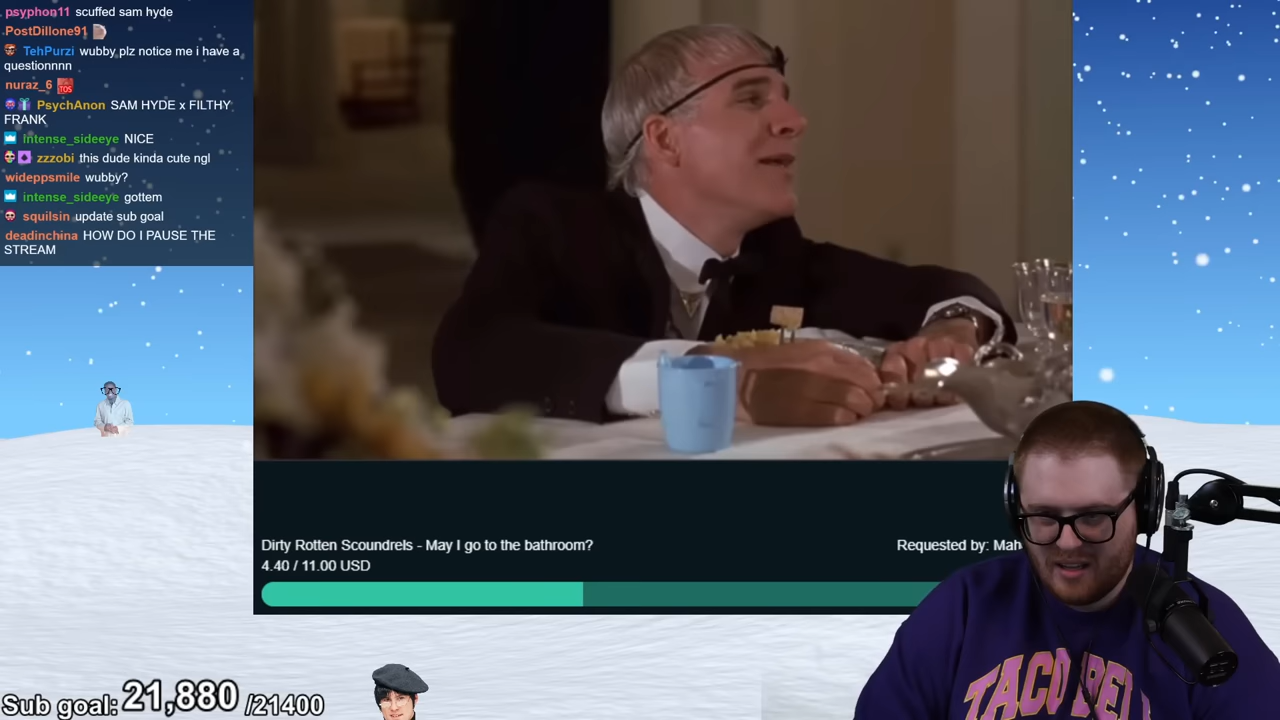 psyphon11 scuffed sam hyde
PostDillone91
TehPurzi wubby plz notice me i have a
questionnnn
nuraz_6 TOS
PsychAnon SAM HYDE x FILTHY
FRANK
intense_sideeye NICE
zzzobi this dude kinda cute ngl
wideppsmile wubby?
intense_sideeye gottem
squilsin update sub goal
deadinchina HOW DO I PAUSE THE
STREAM
Dirty Rotten Scoundrels - May I go to the bathroom?
Requested by:
4.40 / 11.00 USD
TACO BELL
Sub goal: 21,880 /21400